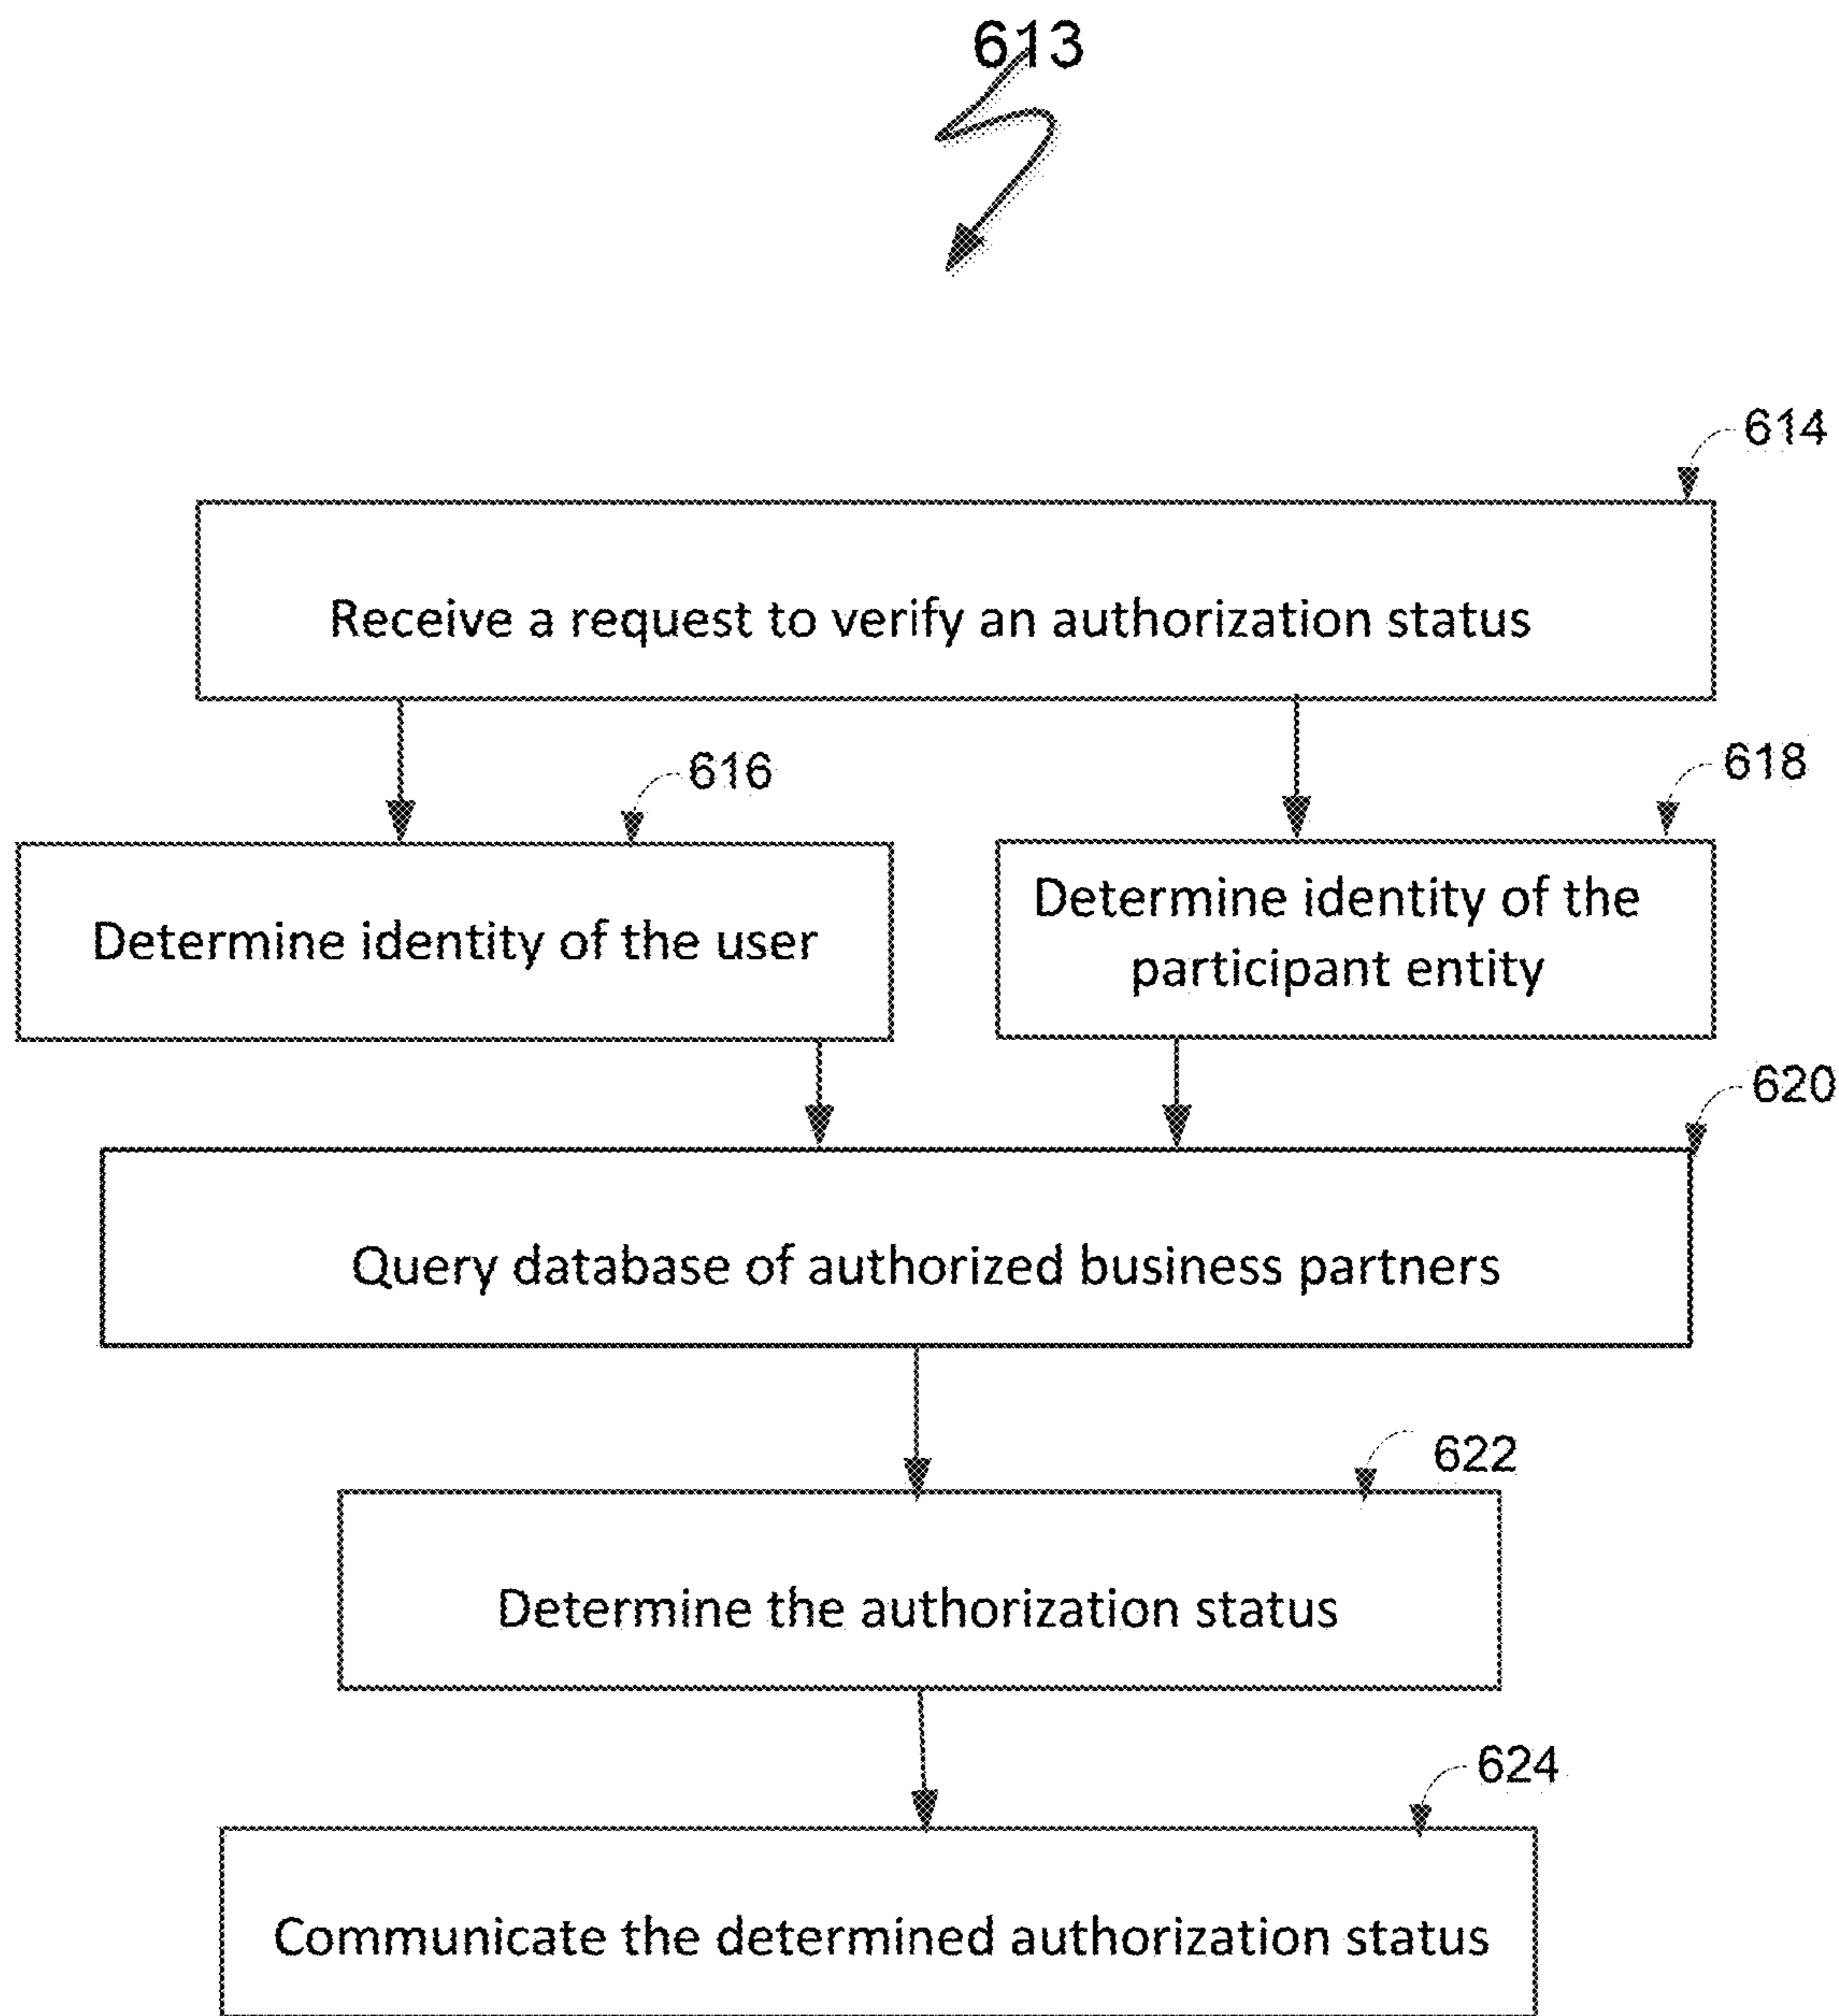 613
614
Receive a request to verify an authorization status
616
618
Determine identity of the user
Determine identity of the
participant entity
620
Query database of authorized business partners
622
Determine the authorization status
624
Communicate the determined authorization status